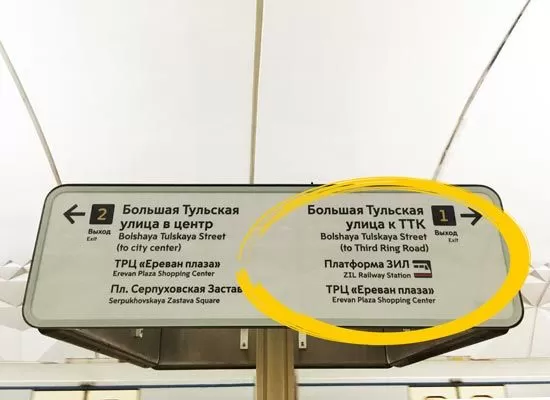 2
Выход
Exit
Большая Тульская
улица в центр
Bolshaya Tulskaya Street
(to city center)
ТРЦ «Ереван плаза»
Erevan Plaza Shopping Center
Пл. Серпуховская Застав
Serpukhovskaya Zastava Square
Большая Тульская
улица к ТТК
Bolshaya Tulskaya Street
(to Third Ring Road)
1
Выход
Exit
Платформа ЗИЛ
ZIL Railway Station
ТРЦ «Ереван плаза»
Erevan Plaza Shopping Center